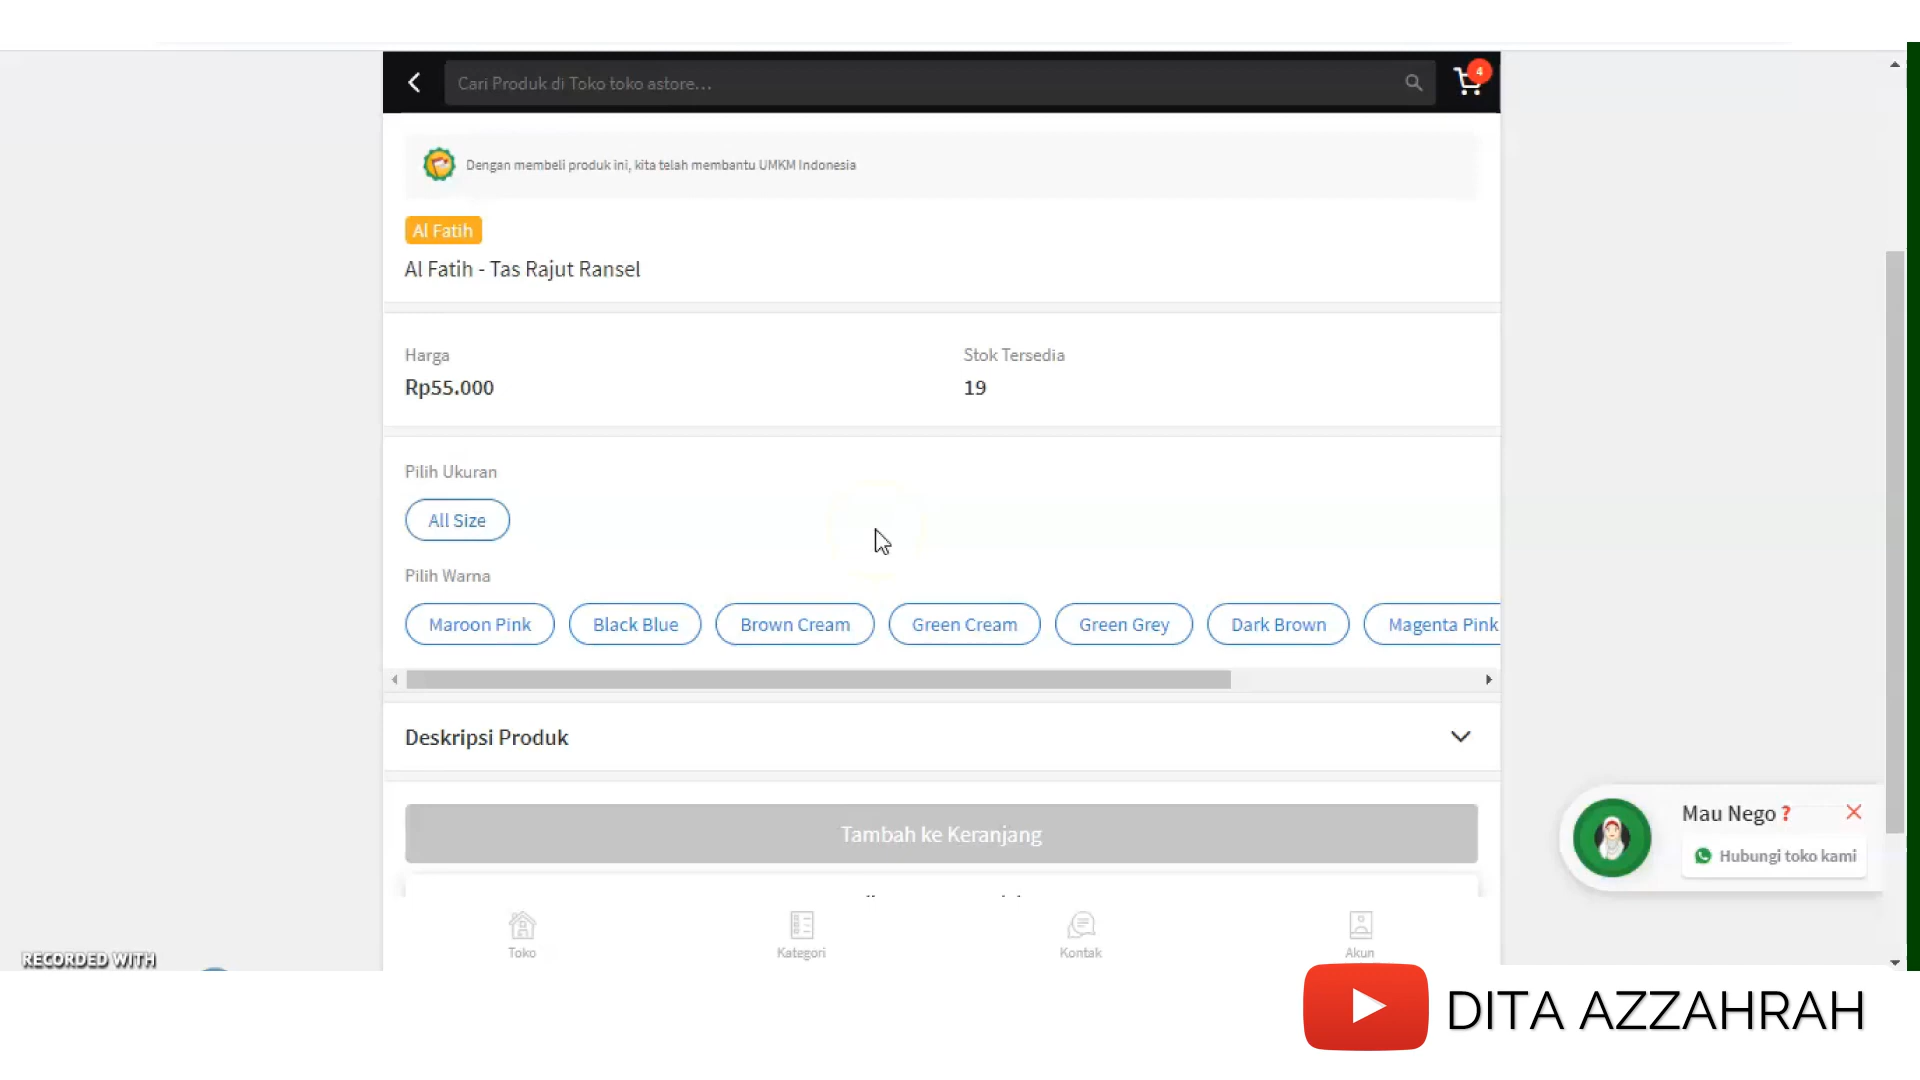 Cari Produk di Toko toko astore...
4
Dengan membeli produk ini, kita telah membantu UMKM Indonesia
Al Fatih
Al Fatih - Tas Rajut Ransel
Harga
Stok Tersedia
Rp55.000
19
Pilih Ukuran
All Size
Pilih Warna
Maroon Pink
Black Blue
Brown Cream
Green Cream
Green Grey
Dark Brown
Magenta Pink
Deskripsi Produk
Tambah ke Keranjang
Mau Nego ?
Hubungi toko kami
Toko
Kategori
Kontak
Akun
RECORDED WITH
DITA AZZAHRAH